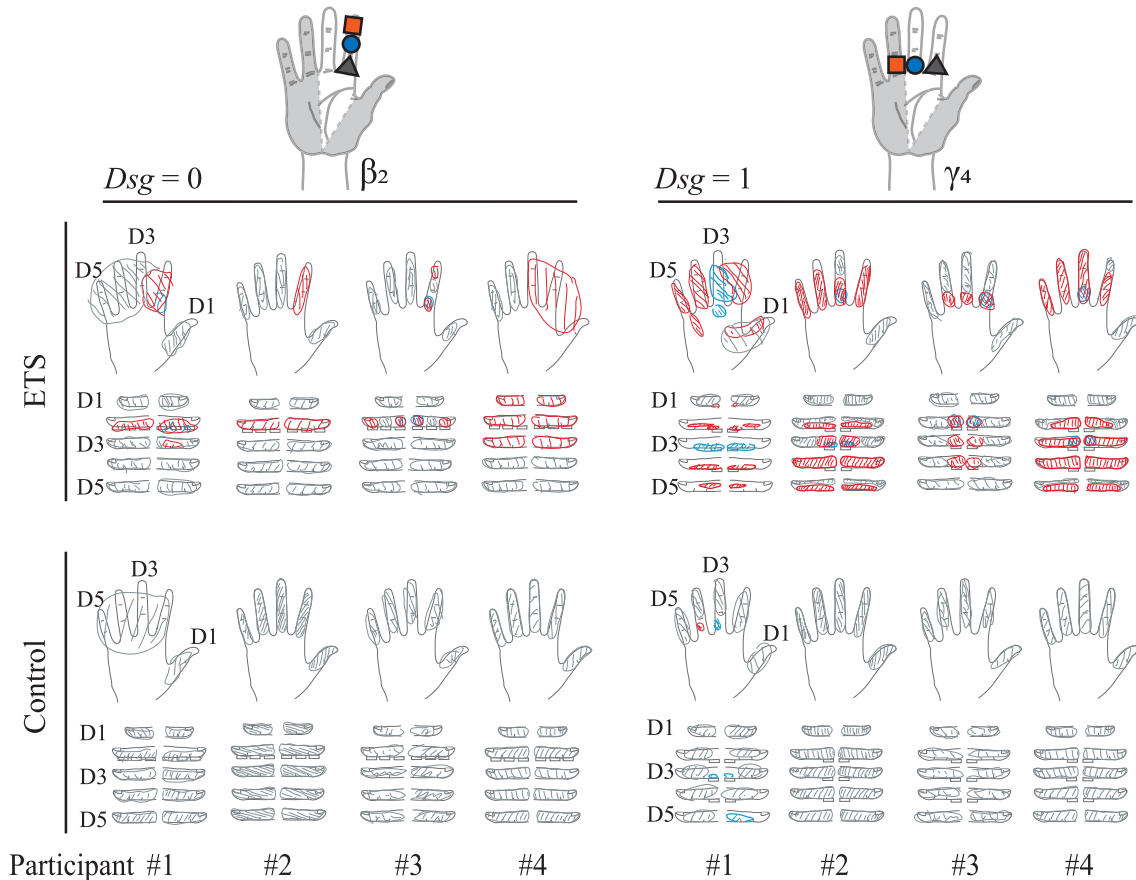 Dsg = 0 β2
Dsg = 1 γ4
ETS
D3
D5
D1
D1
D3
D5
D3
D5
D1
D1
D3
D5
Control
D3
D5
D1
D1
D3
D5
D3
D5
D1
D1
D3
D5
Participant #1 #2 #3 #4 #1 #2 #3 #4